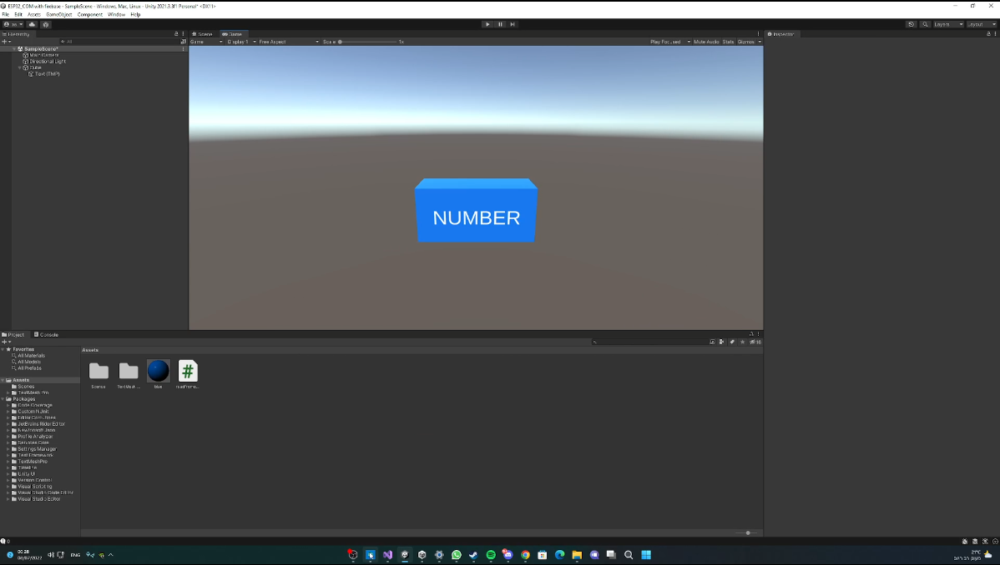 ESP32_COM with firebase - SampleScene - Windows, Mac, Linux - Unity 2021.3.3f1 Personal* <DX11>
File Edit Assets GameObject Component Window Help
Layers Layout
Hierarchy
Scene Game
Inspector
All
Game Display 1 Free Aspect Scale 1x Play Focused Mute Audio Stats Gizmos
SampleScene*
Main Camera
Directional Light
Cube
Text (TMP)
NUMBER
Project Console
Favorites
All Materials
All Models
All Prefabs
Assets
Scenes
TextMesh Pro
Packages
Code Coverage
Custom NUnit
Editor Coroutines
JetBrains Rider Editor
Newtonsoft Json
Profile Analyzer
Services Core
Settings Manager
Test Framework
TextMeshPro
Timeline
Unity UI
Version Control
Visual Scripting
Visual Studio Code Editor
Visual Studio Editor
Assets
16
Scenes TextMesh ... blue readFrome...
0
00:28
08/07/2022
ENG
21°C